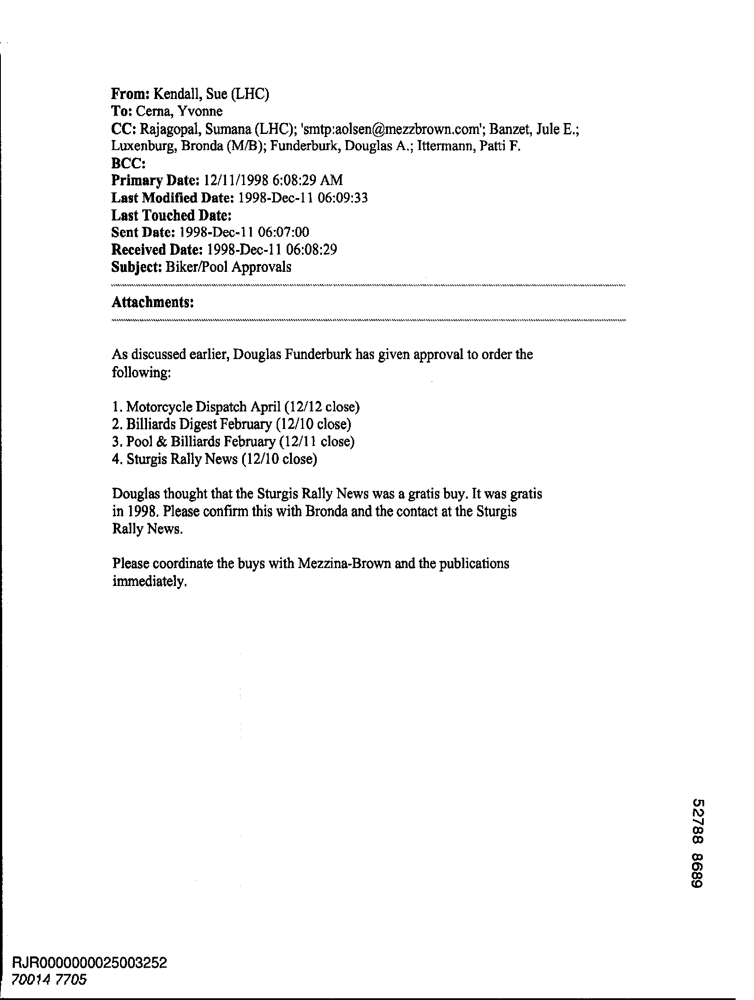 From: Kendall, Sue (LHC)
To: Cerna, Yvonne
CC: Rajagopal, Sumana (LHC); 'smtp:aolsen@mezzbrown.com'; Banzet, Jule E.;
Luxenburg, Bronda (M/B); Funderburk, Douglas A.; Ittermann, Patti F.
BCC:
Primary Date: 12/11/1998 6:08:29 AM
Last Modified Date: 1998-Dec-11 06:09:33
Last Touched Date:
Sent Date: 1998-Dec-11 06:07:00
Received Date: 1998-Dec-11 06:08:29
Subject: Biker/Pool Approvals
Attachments:
As discussed earlier, Douglas Funderburk has given approval to order the
following:
1. Motorcycle Dispatch April (12/12 close)
2. Billiards Digest February (12/10 close)
3. Pool & Billiards February (12/11 close)
4. Sturgis Rally News (12/10 close)
Douglas thought that the Sturgis Rally News was a gratis buy. It was gratis
in 1998. Please confirm this with Bronda and the contact at the Sturgis
Rally News.
Please coordinate the buys with Mezzina-Brown and the publications
immediately.
52788 8689
RJR0000000025003252
70014 7705